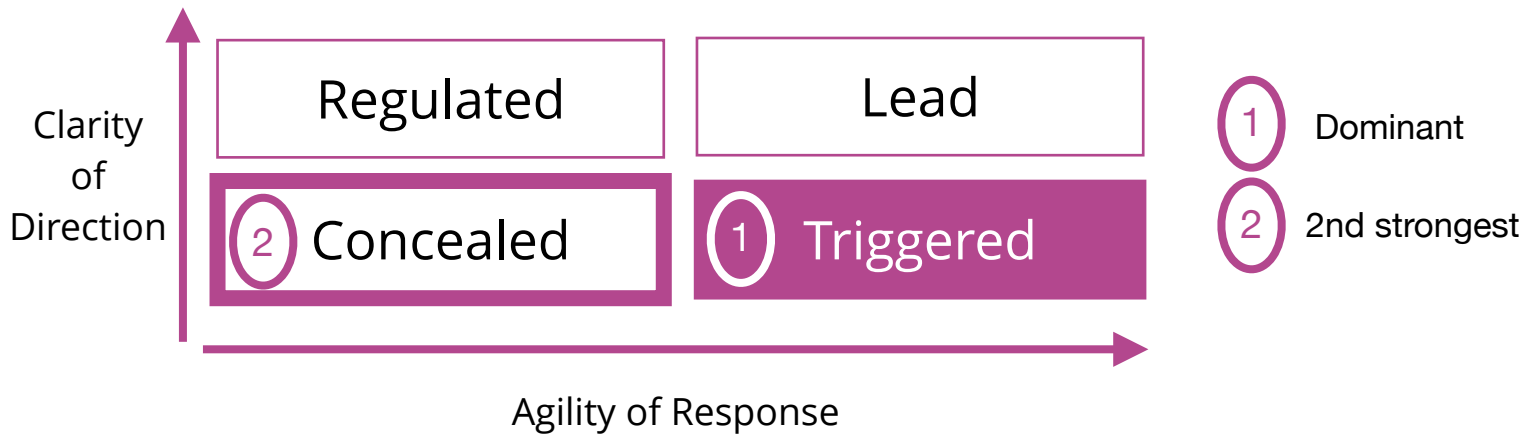 Regulated
Lead
Clarity
of
Direction
2 Concealed
1 Triggered
1 Dominant
2 2nd strongest
Agility of Response